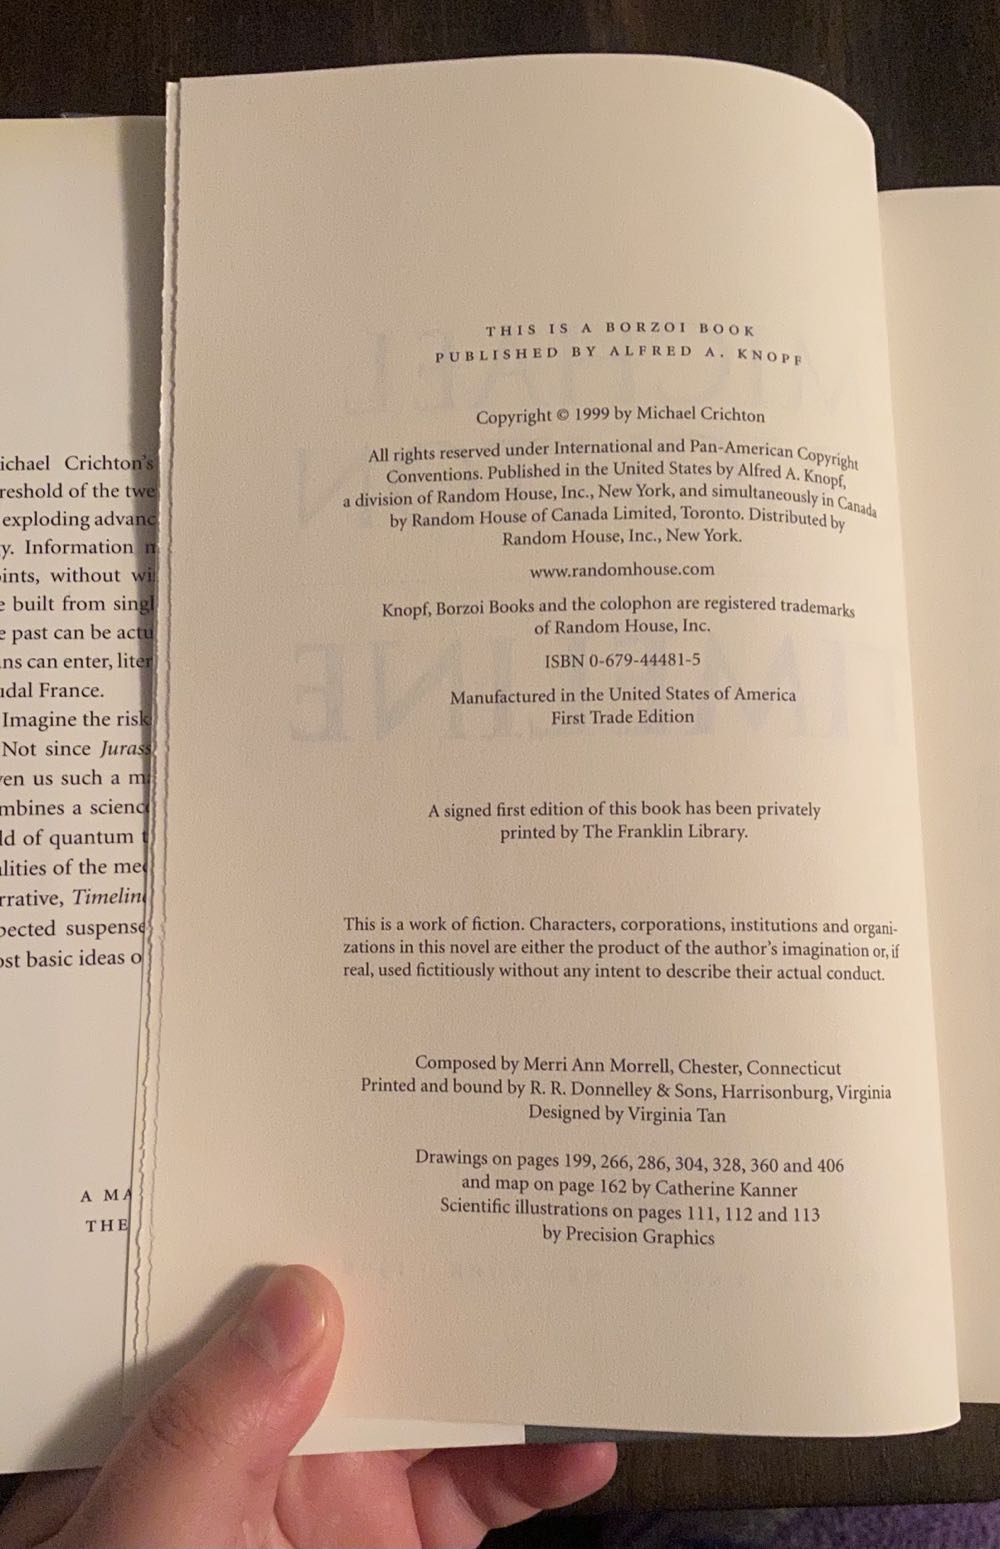 ichael Crichton's
reshold of the twe
exploding advanc
y. Information
oints, without wi
e built from singl
e past can be actu
ns can enter, liter
udal France.
Imagine the risk
Not since Jurass
ven us such a m
mbines a scienc
ld of quantum t
alities of the med
rrative, Timelin
pected suspense
ost basic ideas o
A MA
THE
THIS IS A BORZOI BOOK
PUBLISHED BY ALFRED A. KNOPF
Copyright © 1999 by Michael Crichton
All rights reserved under International and Pan-American Copyright
Conventions. Published in the United States by Alfred A. Knopf,
a division of Random House, Inc., New York, and simultaneously in Canada
by Random House of Canada Limited, Toronto. Distributed by
Random House, Inc., New York.
www.randomhouse.com
Knopf, Borzoi Books and the colophon are registered trademarks
of Random House, Inc.
ISBN 0-679-44481-5
Manufactured in the United States of America
First Trade Edition
A signed first edition of this book has been privately
printed by The Franklin Library.
This is a work of fiction. Characters, corporations, institutions and organi-
zations in this novel are either the product of the author's imagination or, if
real, used fictitiously without any intent to describe their actual conduct.
Composed by Merri Ann Morrell, Chester, Connecticut
Printed and bound by R. R. Donnelley & Sons, Harrisonburg, Virginia
Designed by Virginia Tan
Drawings on pages 199, 266, 286, 304, 328, 360 and 406
and map on page 162 by Catherine Kanner
Scientific illustrations on pages 111, 112 and 113
by Precision Graphics